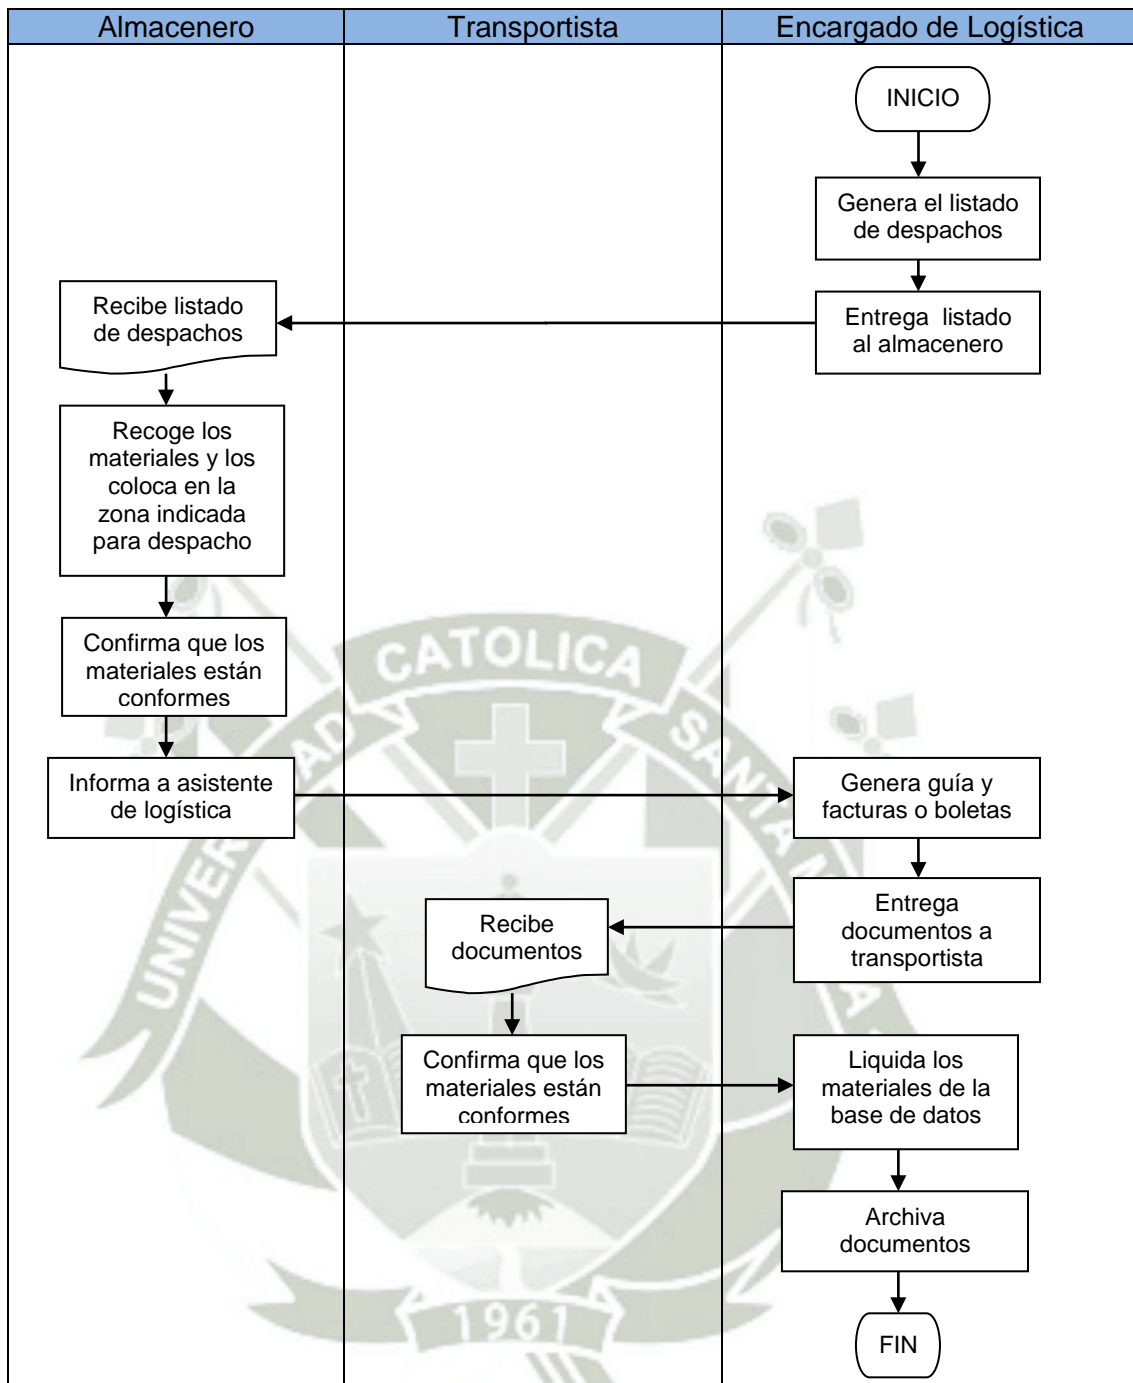 Almacenero
Transportista
Encargado de Logística
INICIO
Genera el listado
de despachos
Entrega listado
al almacenero
Recibe listado
de despachos
Recoge los
materiales y los
coloca en la
zona indicada
para despacho
Confirma que los
materiales están
conformes
Informa a asistente
de logística
Genera guía y
facturas o boletas
Entrega
documentos a
transportista
Recibe
documentos
Confirma que los
materiales están
conformes
Liquida los
materiales de la
base de datos
Archiva
documentos
FIN
CATOLICA
1961